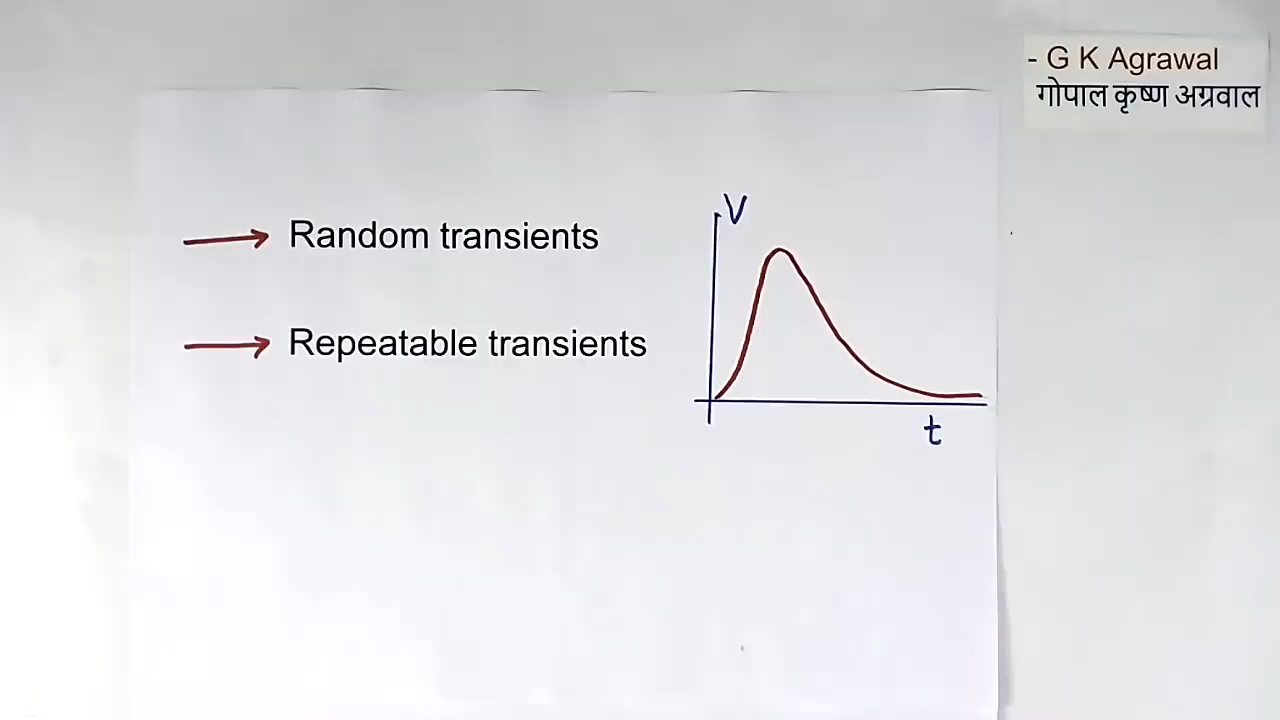 - G K Agrawal
गोपाल कृष्ण अग्रवाल
Random transients
Repeatable transients
V
t